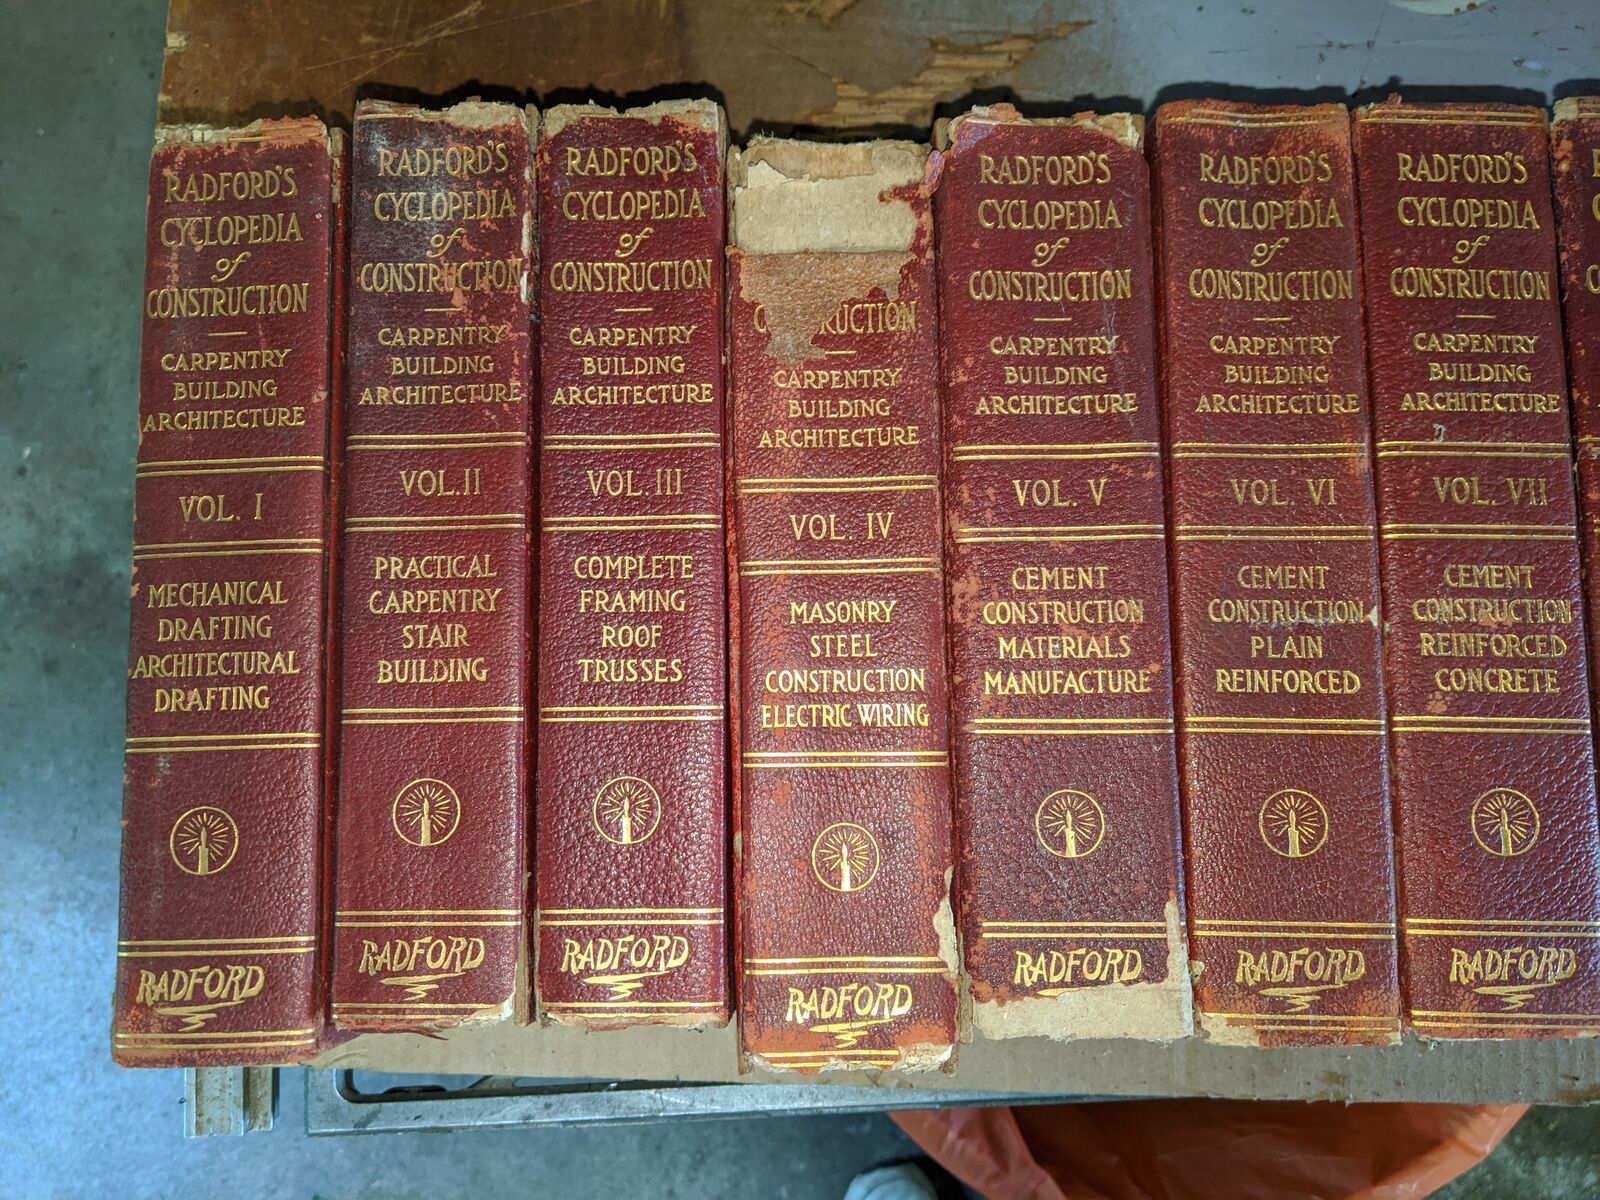 RADFORD'S
CYCLOPEDIA
of
CONSTRUCTION
CARPENTRY
BUILDING
ARCHITECTURE
VOL. I
MECHANICAL
DRAFTING
ARCHITECTURAL
DRAFTING
RADFORD
RADFORD'S
CYCLOPEDIA
of
CONSTRUCTION
CARPENTRY
BUILDING
ARCHITECTURE
VOL. II
PRACTICAL
CARPENTRY
STAIR
BUILDING
RADFORD
RADFORD'S
CYCLOPEDIA
of
CONSTRUCTION
CARPENTRY
BUILDING
ARCHITECTURE
VOL. III
COMPLETE
FRAMING
ROOF
TRUSSES
RADFORD
CARPENTRY
BUILDING
ARCHITECTURE
VOL. IV
MASONRY
STEEL
CONSTRUCTION
ELECTRIC WIRING
RADFORD
RADFORD'S
CYCLOPEDIA
of
CONSTRUCTION
CARPENTRY
BUILDING
ARCHITECTURE
VOL. V
CEMENT
CONSTRUCTION
MATERIALS
MANUFACTURE
RADFORD
RADFORD'S
CYCLOPEDIA
of
CONSTRUCTION
CARPENTRY
BUILDING
ARCHITECTURE
VOL. VI
CEMENT
CONSTRUCTION
PLAIN
REINFORCED
RADFORD
RADFORD'S
CYCLOPEDIA
of
CONSTRUCTION
CARPENTRY
BUILDING
ARCHITECTURE
VOL. VII
CEMENT
CONSTRUCTION
REINFORCED
CONCRETE
RADFORD